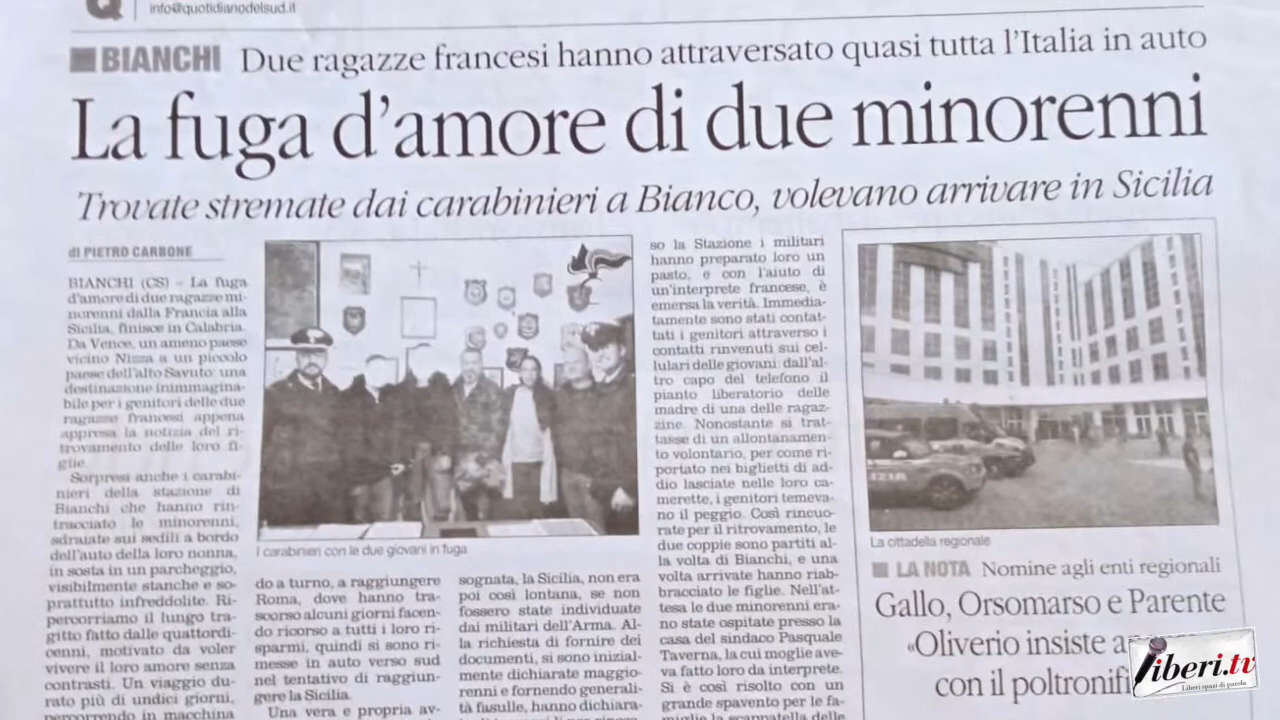 info@quotidianodelsud.it
BIANCHI Due ragazze francesi hanno attraversato quasi tutta l'Italia in auto
La fuga d'amore di due minorenni
Trovate stremate dai carabinieri a Bianco, volevano arrivare in Sicilia
di PIETRO CARBONE
BIANCHI (CS) – La fuga
d'amore di due ragazze mi-
norenni dalla Francia alla
Sicilia, finisce in Calabria.
Da Vence, un ameno paese
vicino Nizza a un piccolo
paese dell'alto Savuto: una
destinazione inimmagina-
bile per i genitori delle due
ragazze francesi appena
appresa la notizia del ri-
trovamento delle loro fi-
glie.
Sorpresi anche i carabi-
nieri della stazione di
Bianchi che hanno rin-
tracciato le minorenni,
sdraiate sui sedili a bordo
dell'auto della loro nonna,
in sosta in un parcheggio,
visibilmente stanche e so-
prattutto infreddolite. Ri-
percorriamo il lungo tra-
gitto fatto dalle quattordi-
cenni, motivato da voler
vivere il loro amore senza
contrasti. Un viaggio du-
rato più di undici giorni,
percorrendo in macchina
I carabinieri con le due giovani in fuga
do a turno, a raggiungere
Roma, dove hanno tra-
scorso alcuni giorni facen-
do ricorso a tutti i loro ri-
sparmi, quindi si sono ri-
messe in auto verso sud
nel tentativo di raggiun-
gere la Sicilia.
Una vera e propria av-
sognata, la Sicilia, non era
poi così lontana, se non
fossero state individuate
dai militari dell'Arma. Al-
la richiesta di fornire dei
documenti, si sono inizial-
mente dichiarate maggio-
renni e fornendo generali-
tà fasulle, hanno dichiara-
so la Stazione i militari
hanno preparato loro un
pasto, e con l'aiuto di
un'interprete francese, è
emersa la verità. Immedia-
tamente sono stati contat-
tati i genitori attraverso i
contatti rinvenuti sui cel-
lulari delle giovani: dall'al-
tro capo del telefono il
pianto liberatorio delle
madre di una delle ragaz-
zine. Nonostante si trat-
tasse di un allontanamen-
to volontario, per come ri-
portato nei biglietti di ad-
dio lasciate nelle loro ca-
merette, i genitori temeva-
no il peggio. Così rincuo-
rate per il ritrovamento, le
due coppie sono partiti al-
la volta di Bianchi, e una
volta arrivate hanno riab-
bracciato le figlie. Nell'at-
tesa le due minorenni era-
no state ospitate presso la
casa del sindaco Pasquale
Taverna, la cui moglie ave-
va fatto loro da interprete.
Si è così risolto con un
grande spavento per le fa-
miglie la scappatella delle
IZIA
La cittadella regionale
LA NOTA Nomine agli enti regionali
Gallo, Orsomarso e Parente
«Oliverio insiste a
con il poltronif
liberi.tv
Liberi spazi di parola